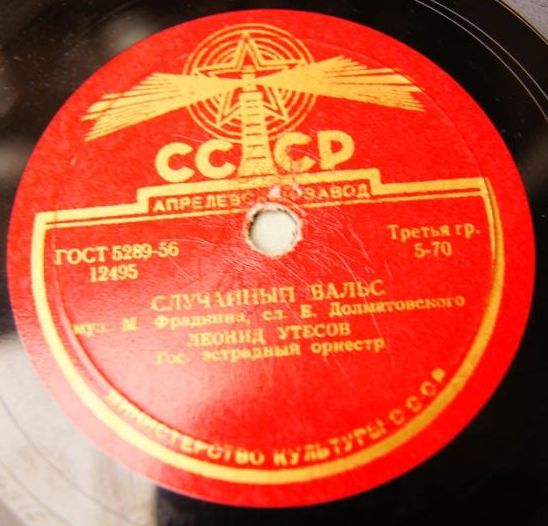 СССР
АПРЕЛЕВСКИЙ ЗАВОД
ГОСТ 5289-56
12495
Третья гр.
5-70
СЛУЧАЙНЫЙ ВАЛЬС
муз. М. Фрадкина, сл. Е. Долматовского
ЛЕОНИД УТЕСОВ
Гос. эстрадный оркестр
МИНИСТЕРСТВО КУЛЬТУРЫ СССР